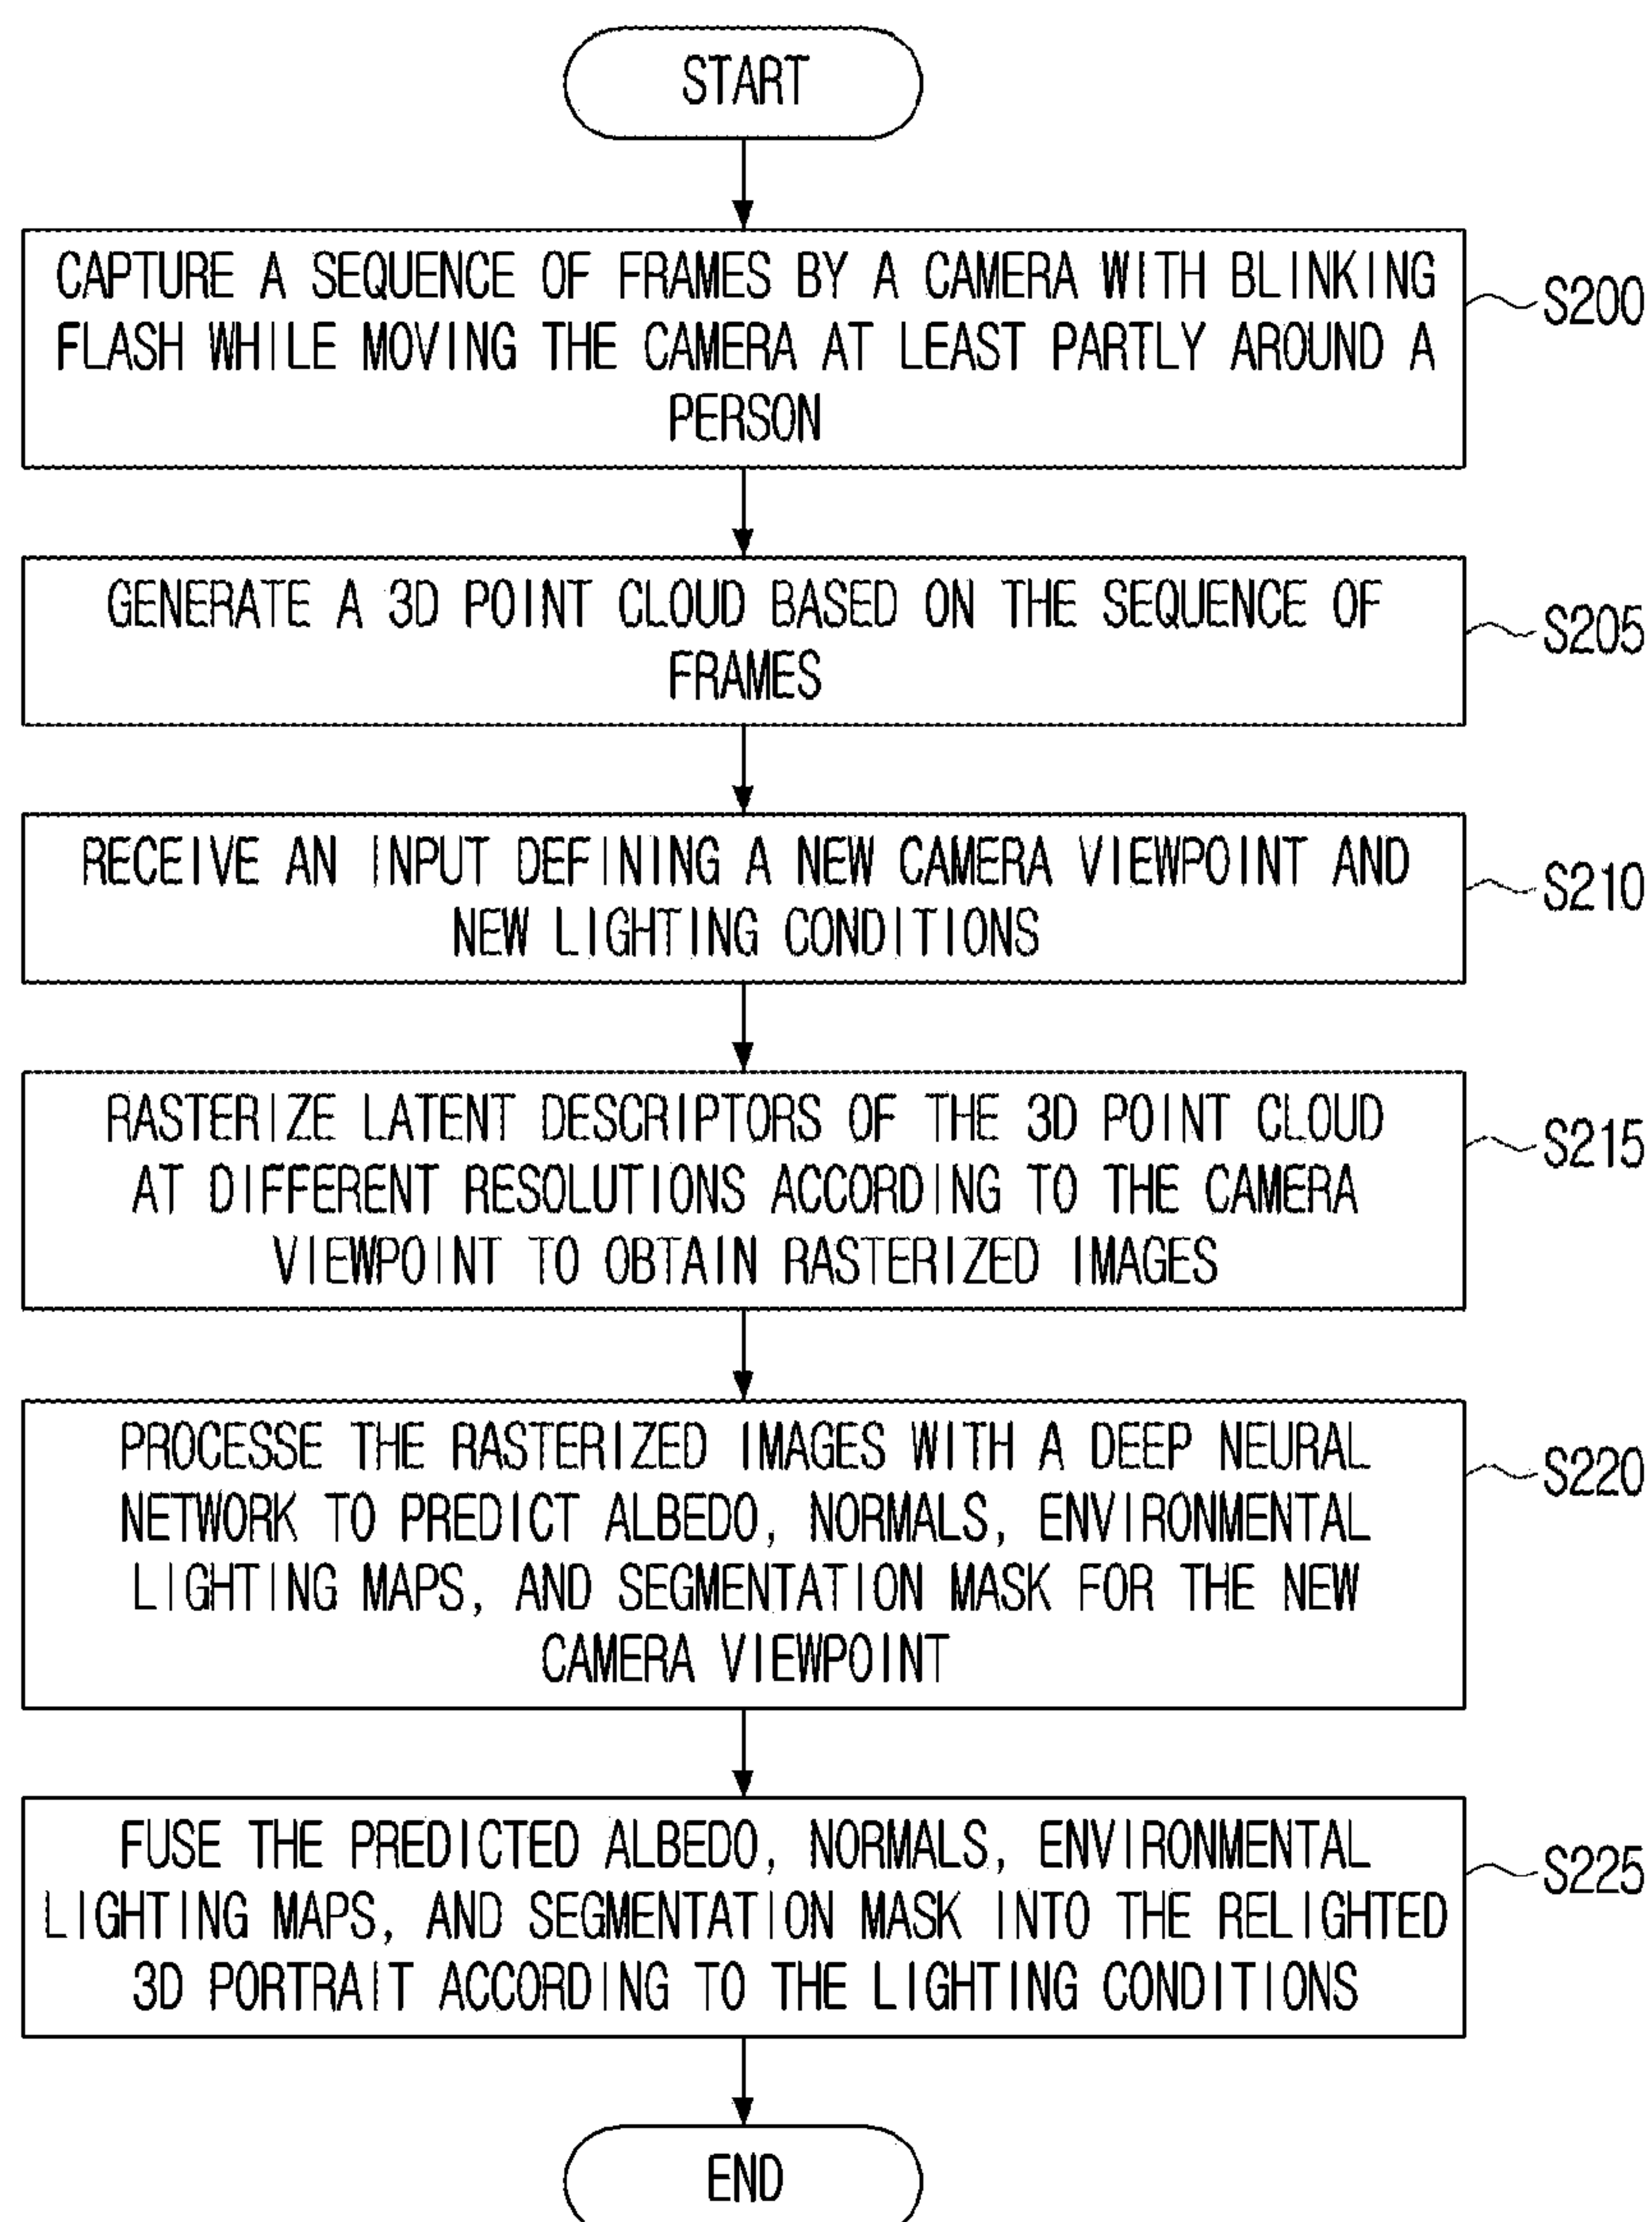 START
CAPTURE A SEQUENCE OF FRAMES BY A CAMERA WITH BLINKING
FLASH WHILE MOVING THE CAMERA AT LEAST PARTLY AROUND A
PERSON
S200
GENERATE A 3D POINT CLOUD BASED ON THE SEQUENCE OF
FRAMES
S205
RECEIVE AN INPUT DEFINING A NEW CAMERA VIEWPOINT AND
NEW LIGHTING CONDITIONS
S210
RASTERIZE LATENT DESCRIPTORS OF THE 3D POINT CLOUD
AT DIFFERENT RESOLUTIONS ACCORDING TO THE CAMERA
VIEWPOINT TO OBTAIN RASTERIZED IMAGES
S215
PROCESSE THE RASTERIZED IMAGES WITH A DEEP NEURAL
NETWORK TO PREDICT ALBEDO, NORMALS, ENVIRONMENTAL
LIGHTING MAPS, AND SEGMENTATION MASK FOR THE NEW
CAMERA VIEWPOINT
S220
FUSE THE PREDICTED ALBEDO, NORMALS, ENVIRONMENTAL
LIGHTING MAPS, AND SEGMENTATION MASK INTO THE RELIGHTED
3D PORTRAIT ACCORDING TO THE LIGHTING CONDITIONS
S225
END